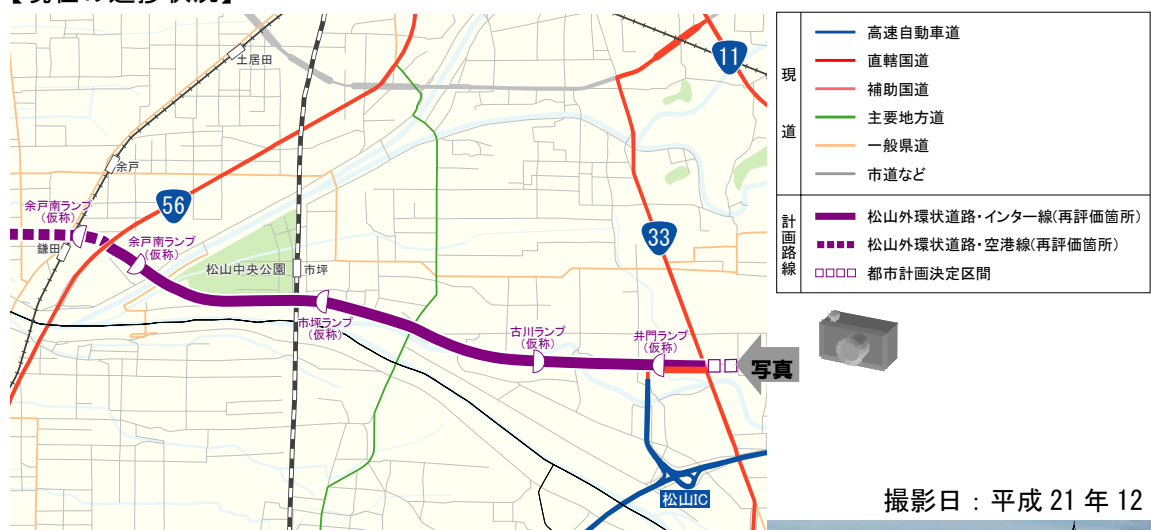 【現在の進捗状況】
11
土居田
余戸
余戸南ランプ
(仮称)
56
鎌田
余戸南ランプ
(仮称)
松山中央公園
市坪
33
市坪ランプ
(仮称)
古川ランプ
(仮称)
井門ランプ
(仮称)
写真
松山IC
現道
高速自動車道
直轄国道
補助国道
主要地方道
一般県道
市道など
計画路線
松山外環状道路・インター線(再評価箇所)
松山外環状道路・空港線(再評価箇所)
都市計画決定区間
撮影日：平成21年12